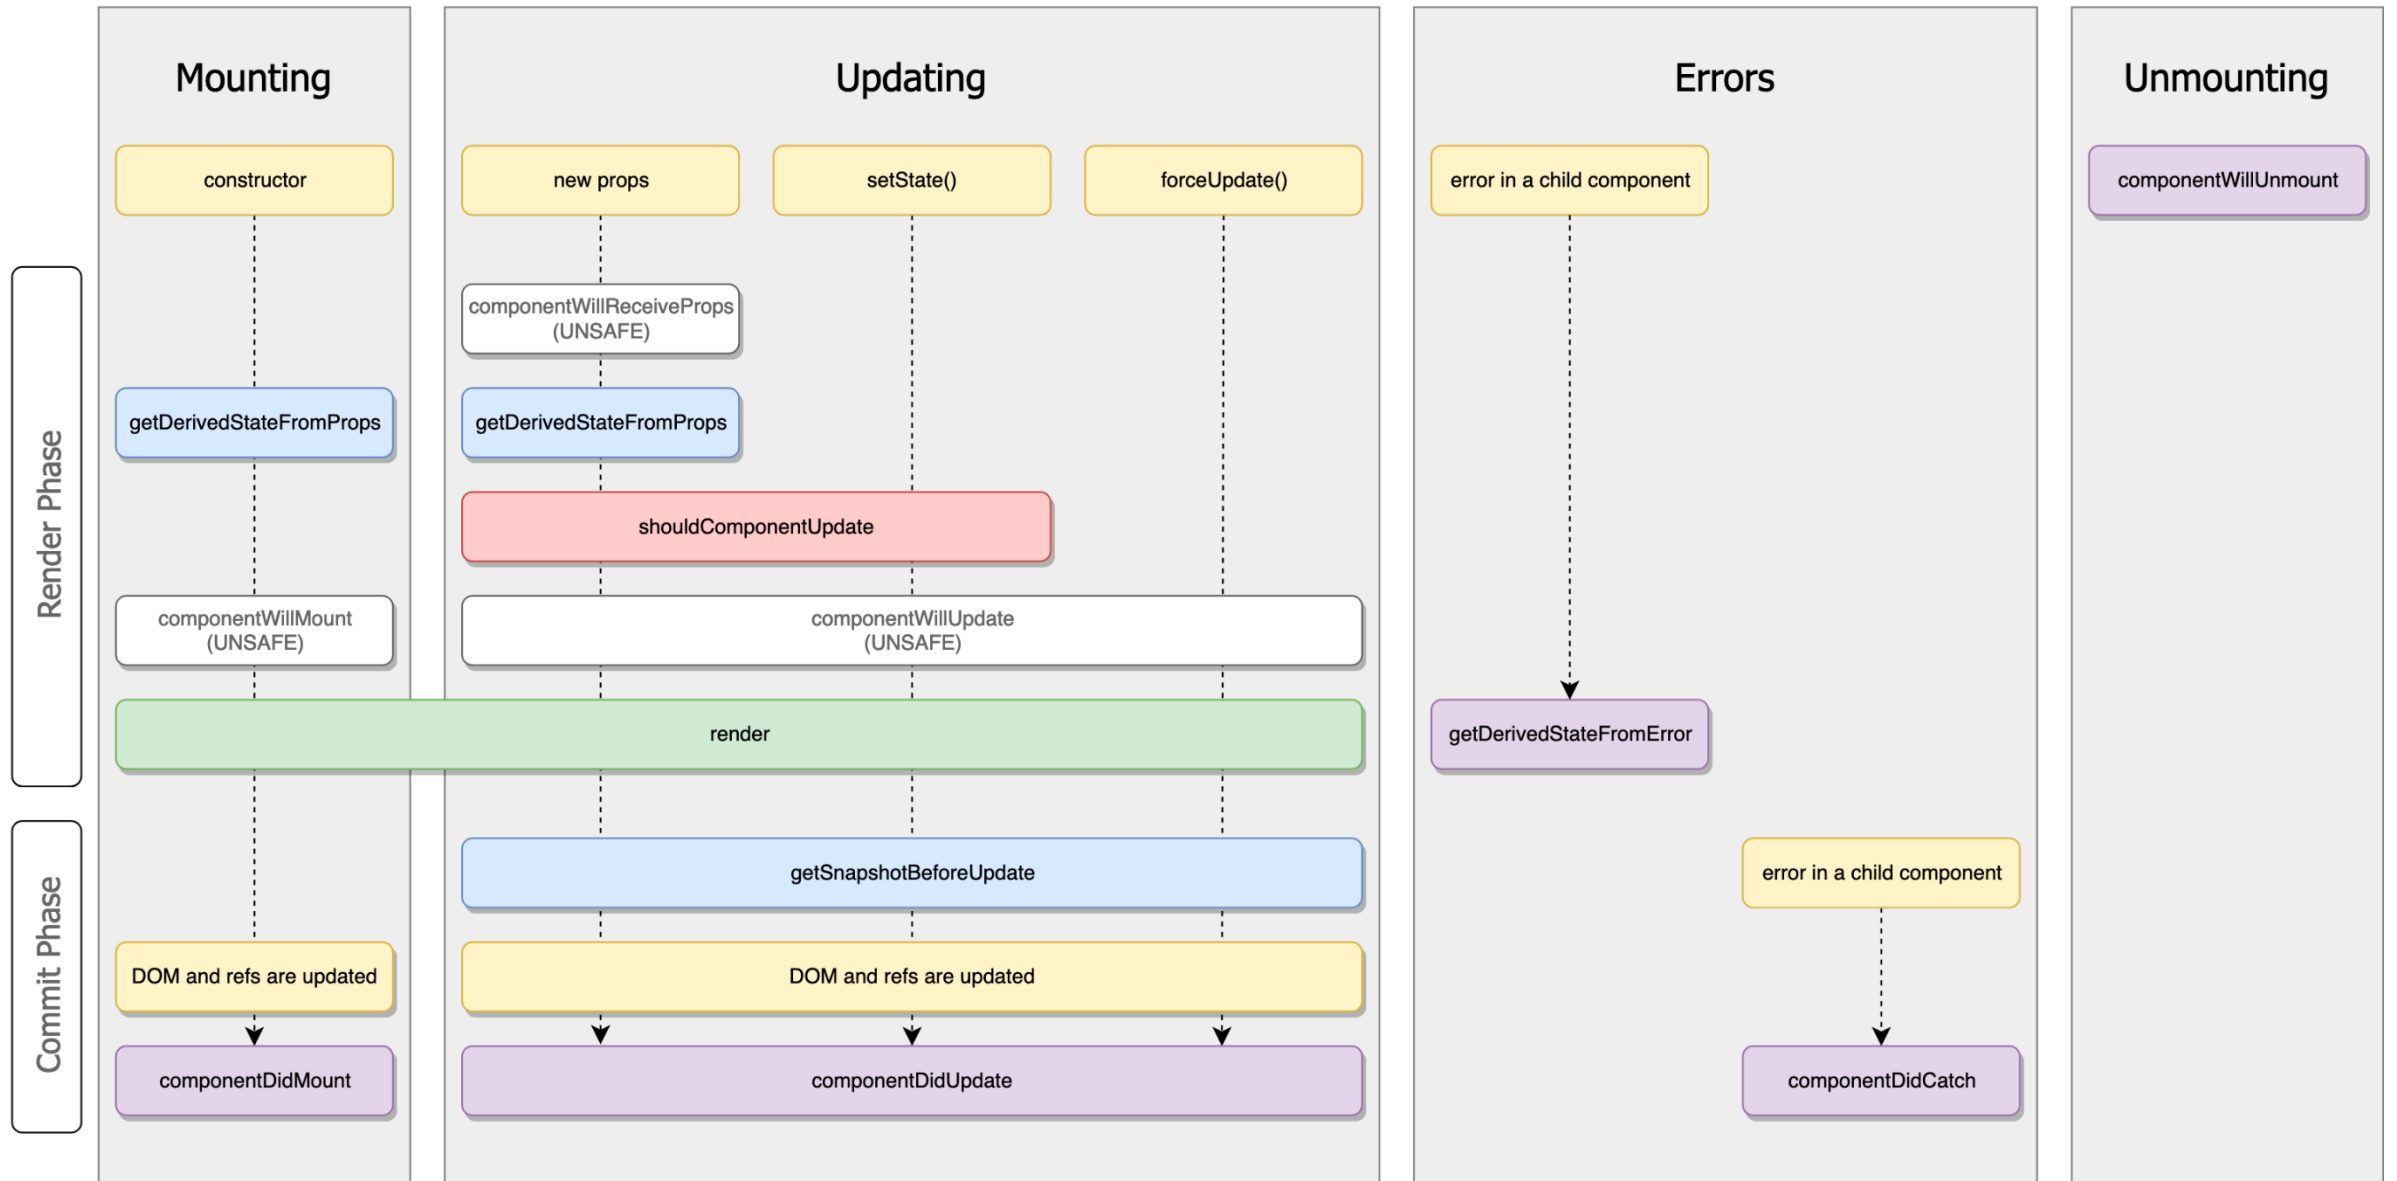 Mounting
Updating
Errors
Unmounting
constructor
new props
setState()
forceUpdate()
error in a child component
componentWillUnmount
Render Phase
componentWillReceiveProps
(UNSAFE)
getDerivedStateFromProps
getDerivedStateFromProps
shouldComponentUpdate
componentWillMount
(UNSAFE)
componentWillUpdate
(UNSAFE)
render
getDerivedStateFromError
Commit Phase
getSnapshotBeforeUpdate
error in a child component
DOM and refs are updated
DOM and refs are updated
componentDidMount
componentDidUpdate
componentDidCatch